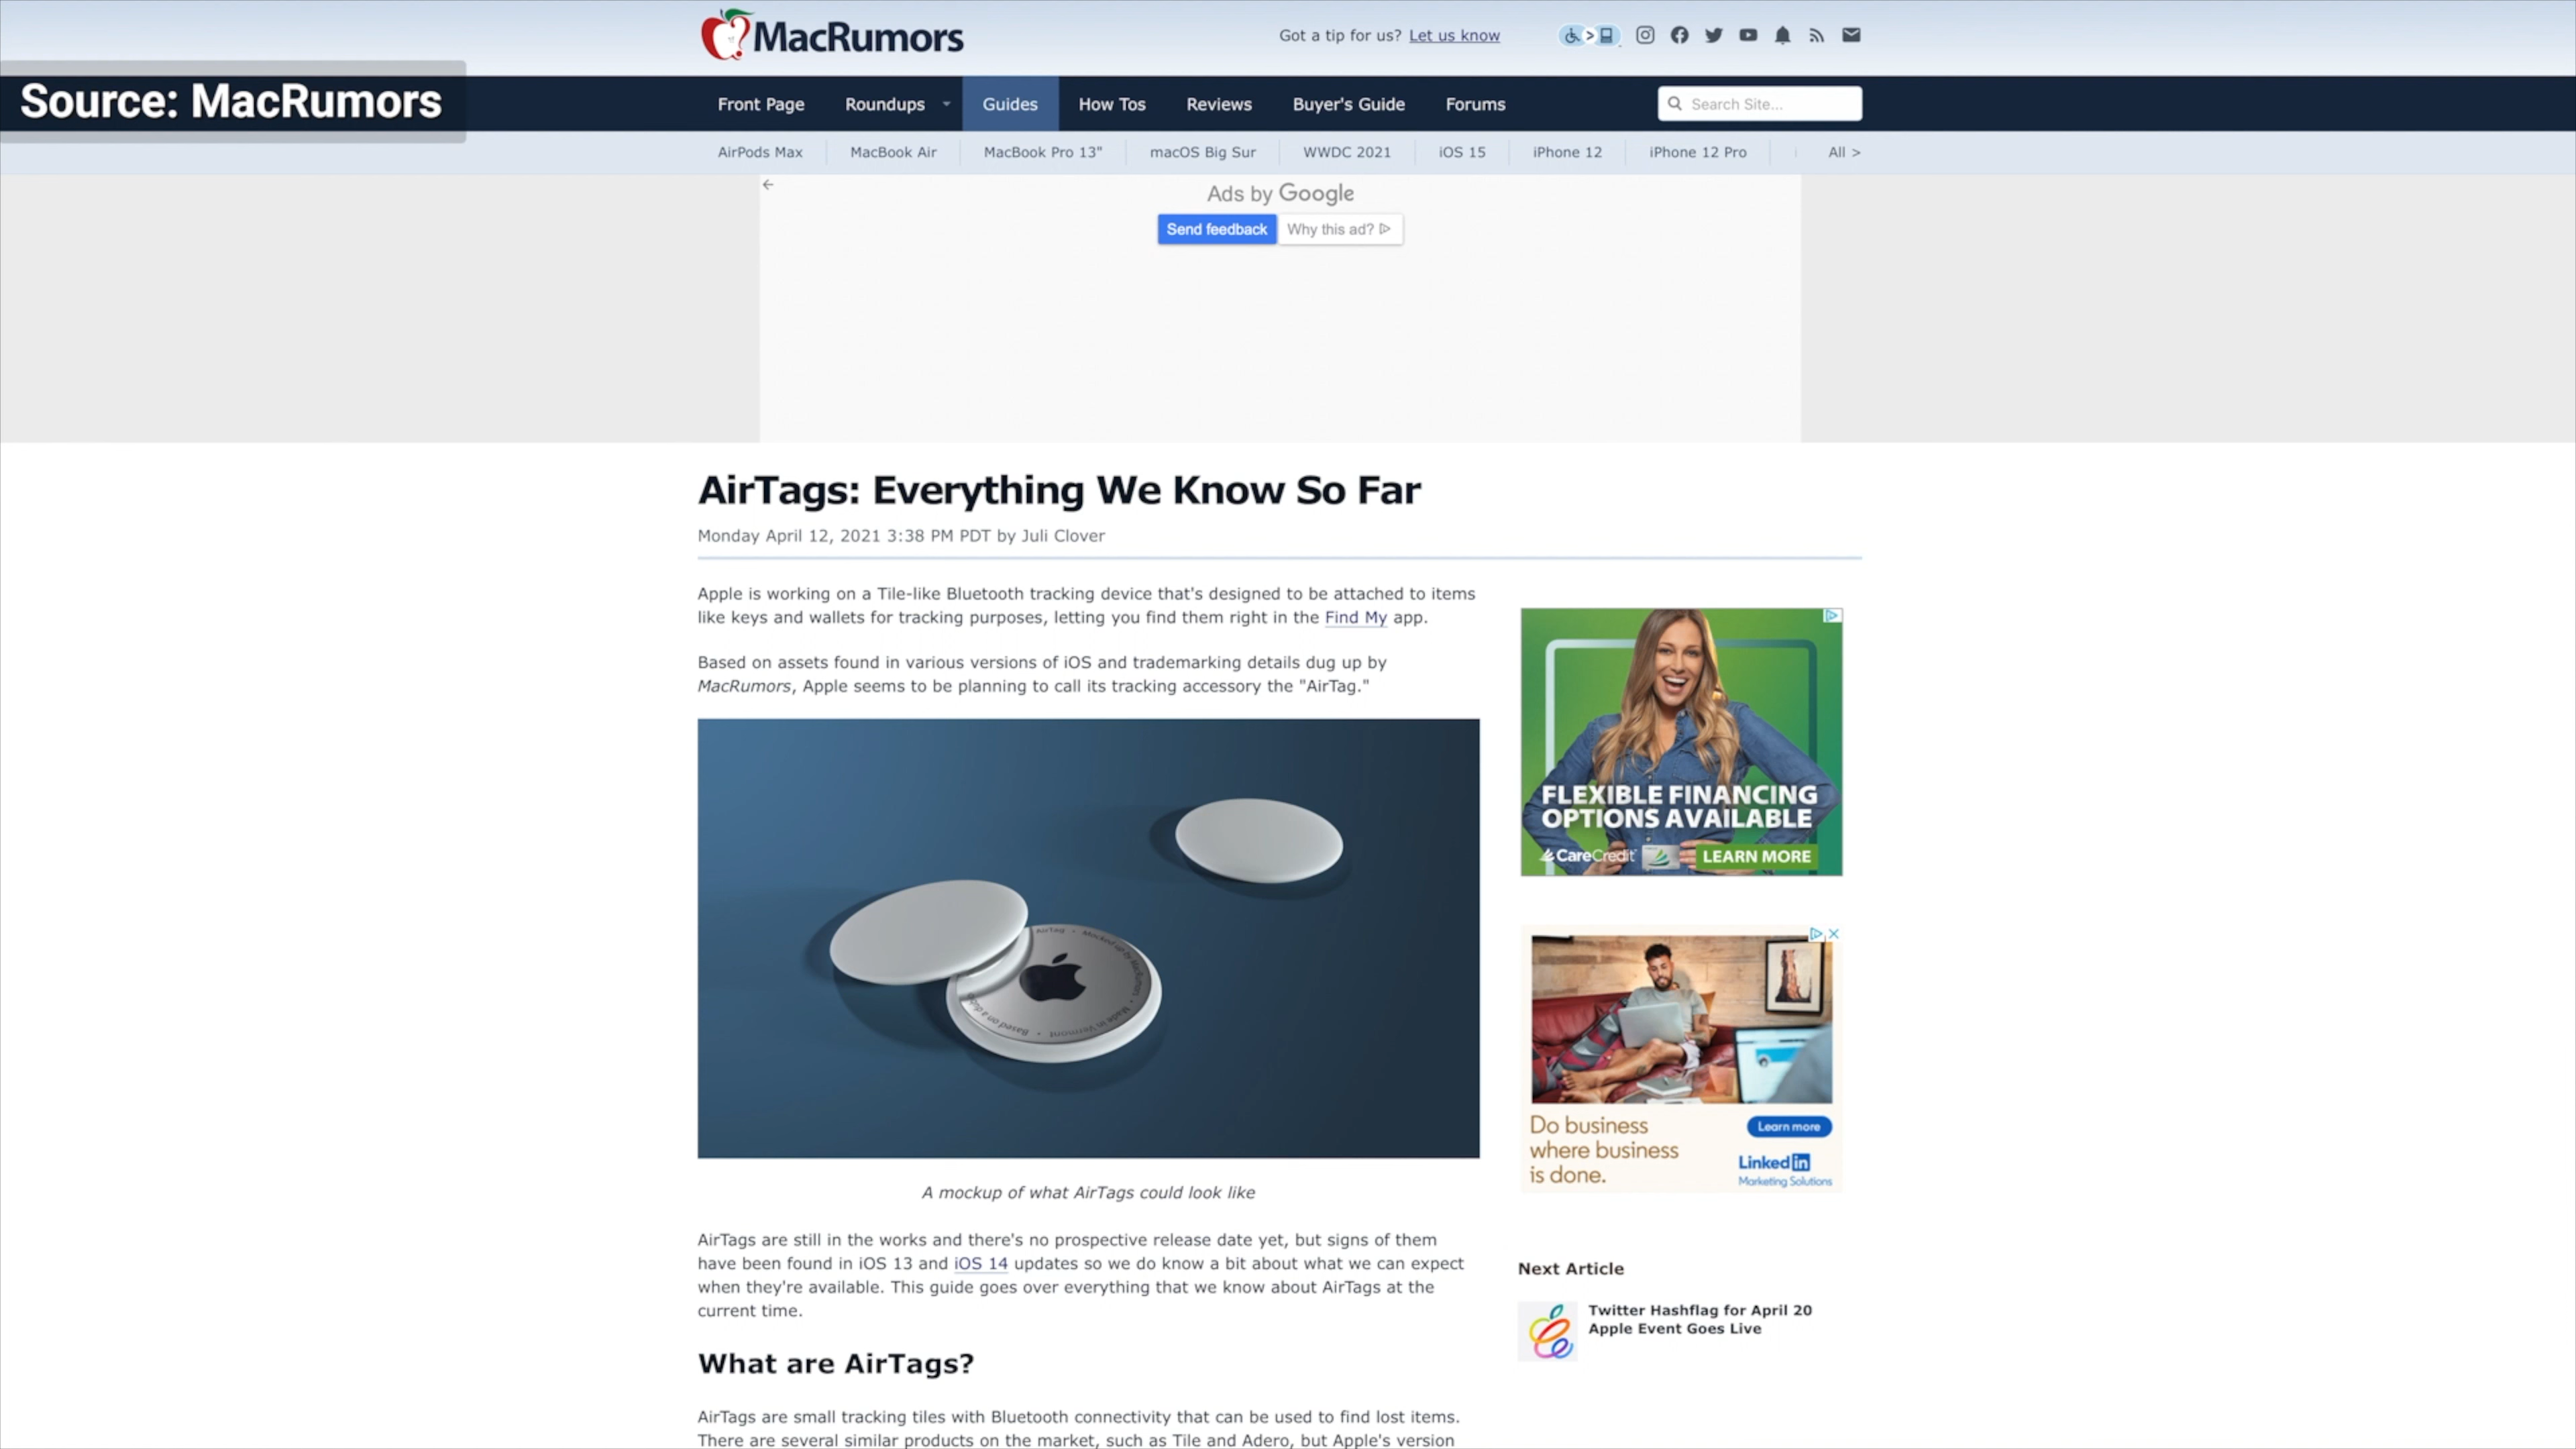 MacRumors
Got a tip for us? Let us know
Source: MacRumors
Front Page Roundups Guides How Tos Reviews Buyer's Guide Forums Search Site...
AirPods Max MacBook Air MacBook Pro 13" macOS Big Sur WWDC 2021 iOS 15 iPhone 12 iPhone 12 Pro All >
Ads by Google
Send feedback Why this ad?
AirTags: Everything We Know So Far
Monday April 12, 2021 3:38 PM PDT by Juli Clover
Apple is working on a Tile-like Bluetooth tracking device that's designed to be attached to items
like keys and wallets for tracking purposes, letting you find them right in the Find My app.
Based on assets found in various versions of iOS and trademarking details dug up by
MacRumors, Apple seems to be planning to call its tracking accessory the "AirTag."
AirTag • Mocked up by MacRumors • Made in Vermont • Based on a
A mockup of what AirTags could look like
AirTags are still in the works and there's no prospective release date yet, but signs of them
have been found in iOS 13 and iOS 14 updates so we do know a bit about what we can expect
when they're available. This guide goes over everything that we know about AirTags at the
current time.
What are AirTags?
AirTags are small tracking tiles with Bluetooth connectivity that can be used to find lost items.
There are several similar products on the market, such as Tile and Adero, but Apple's version
FLEXIBLE FINANCING
OPTIONS AVAILABLE
CareCredit LEARN MORE
Do business
where business
is done.
Learn more
Linked in
Marketing Solutions
Next Article
Twitter Hashflag for April 20
Apple Event Goes Live